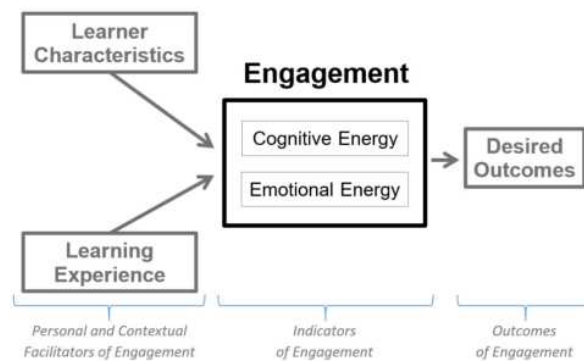 Learner
Characteristics
Engagement
Cognitive Energy
Emotional Energy
Desired
Outcomes
Learning
Experience
Personal and Contextual
Facilitators of Engagement
Indicators
of Engagement
Outcomes
of Engagement